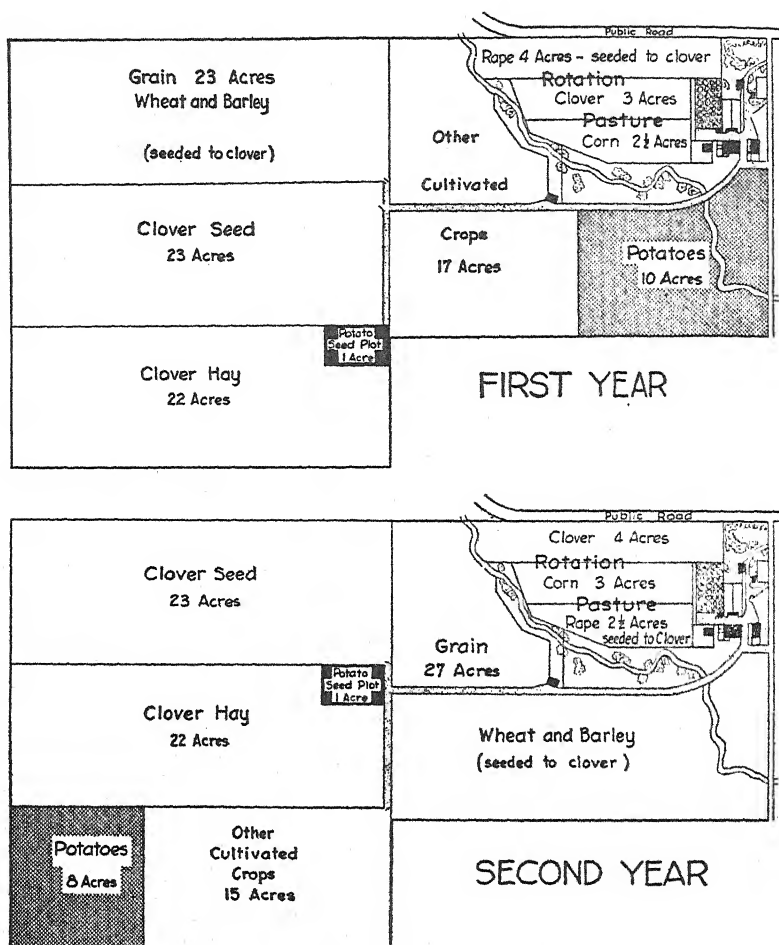 Public Road
Grain 23 Acres
Wheat and Barley
(seeded to clover)
Rape 4 Acres - seeded to clover
Rotation
Clover 3 Acres
Pasture
Corn 2½ Acres
Other
Cultivated
Crops
17 Acres
Clover Seed
23 Acres
Potatoes
10 Acres
Potato
Seed Plot
1 Acre
Clover Hay
22 Acres
FIRST YEAR
Public Road
Clover 4 Acres
Rotation
Corn 3 Acres
Pasture
Rape 2½ Acres
seeded to Clover
Clover Seed
23 Acres
Grain
27 Acres
Potato
Seed Plot
1 Acre
Clover Hay
22 Acres
Wheat and Barley
(seeded to clover)
Potatoes
8 Acres
Other
Cultivated
Crops
15 Acres
SECOND YEAR